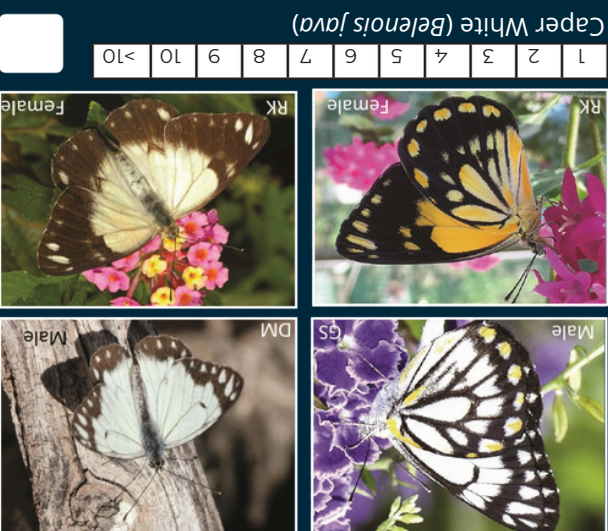 Male GS
DM Male
RK Female
RK Female
1 2 3 4 5 6 7 8 9 10 >10
Caper White (Belenois java)